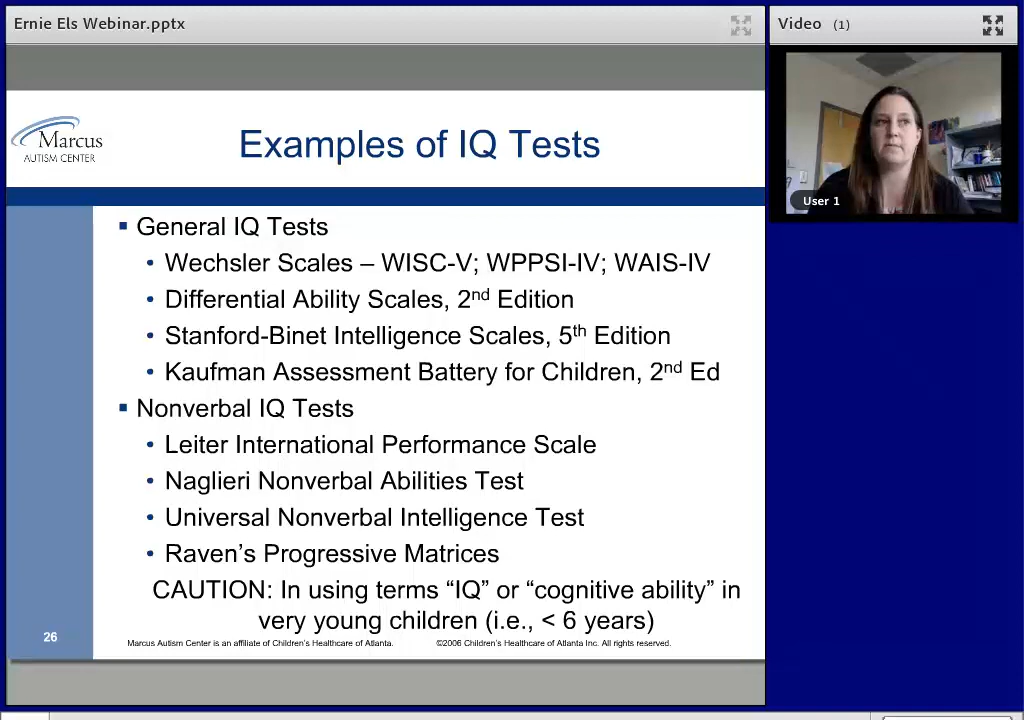 Ernie Els Webinar.pptx
Video (1)
User 1
Marcus
AUTISM CENTER
Examples of IQ Tests
▪ General IQ Tests
• Wechsler Scales – WISC-V; WPPSI-IV; WAIS-IV
• Differential Ability Scales, 2nd Edition
• Stanford-Binet Intelligence Scales, 5th Edition
• Kaufman Assessment Battery for Children, 2nd Ed
▪ Nonverbal IQ Tests
• Leiter International Performance Scale
• Naglieri Nonverbal Abilities Test
• Universal Nonverbal Intelligence Test
• Raven’s Progressive Matrices
CAUTION: In using terms “IQ” or “cognitive ability” in
very young children (i.e., < 6 years)
26
Marcus Autism Center is an affiliate of Children’s Healthcare of Atlanta. ©2006 Children’s Healthcare of Atlanta Inc. All rights reserved.